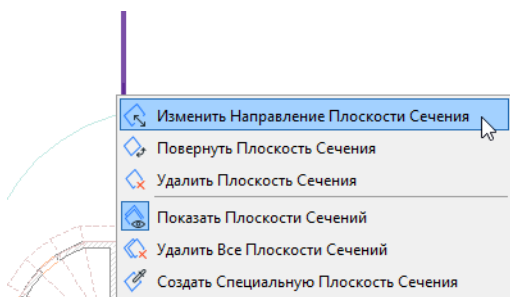 Изменить Направление Плоскости Сечения
Повернуть Плоскость Сечения
Удалить Плоскость Сечения
Показать Плоскости Сечений
Удалить Все Плоскости Сечений
Создать Специальную Плоскость Сечения